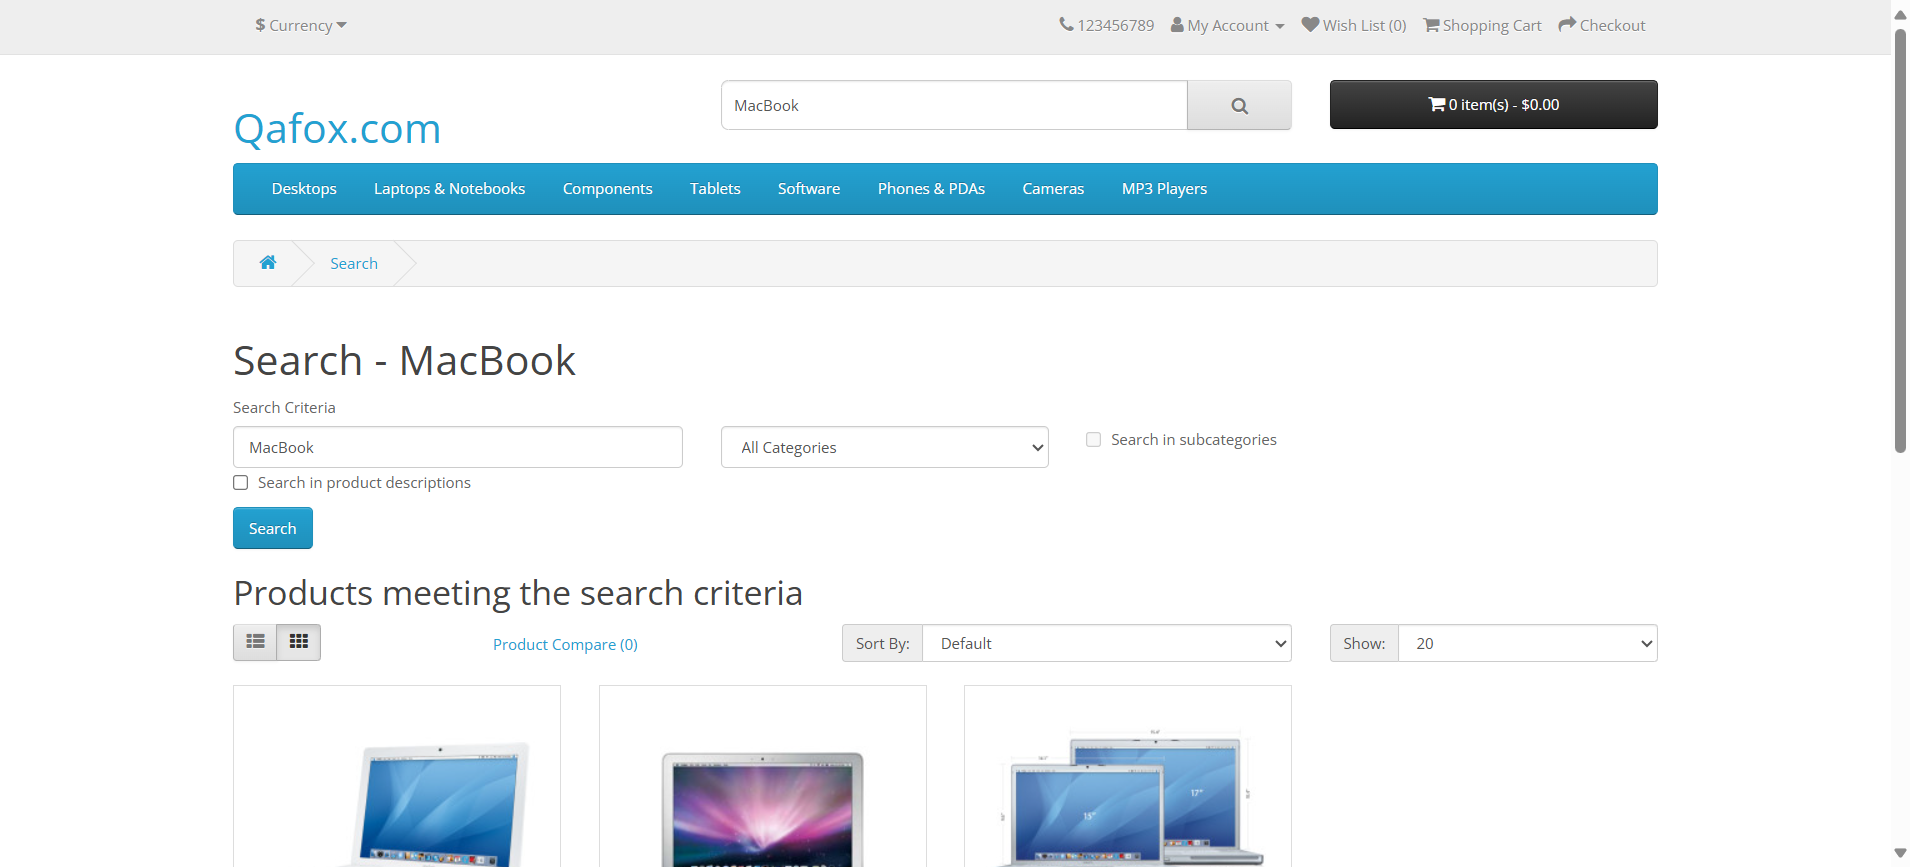 $ Currency
123456789 My Account Wish List (0) Shopping Cart Checkout
Qafox.com
MacBook
0 item(s) - $0.00
Desktops Laptops & Notebooks Components Tablets Software Phones & PDAs Cameras MP3 Players
Search
Search - MacBook
Search Criteria
MacBook
All Categories
Search in subcategories
Search in product descriptions
Search
Products meeting the search criteria
Product Compare (0)
Sort By: Default
Show: 20
17"
15"